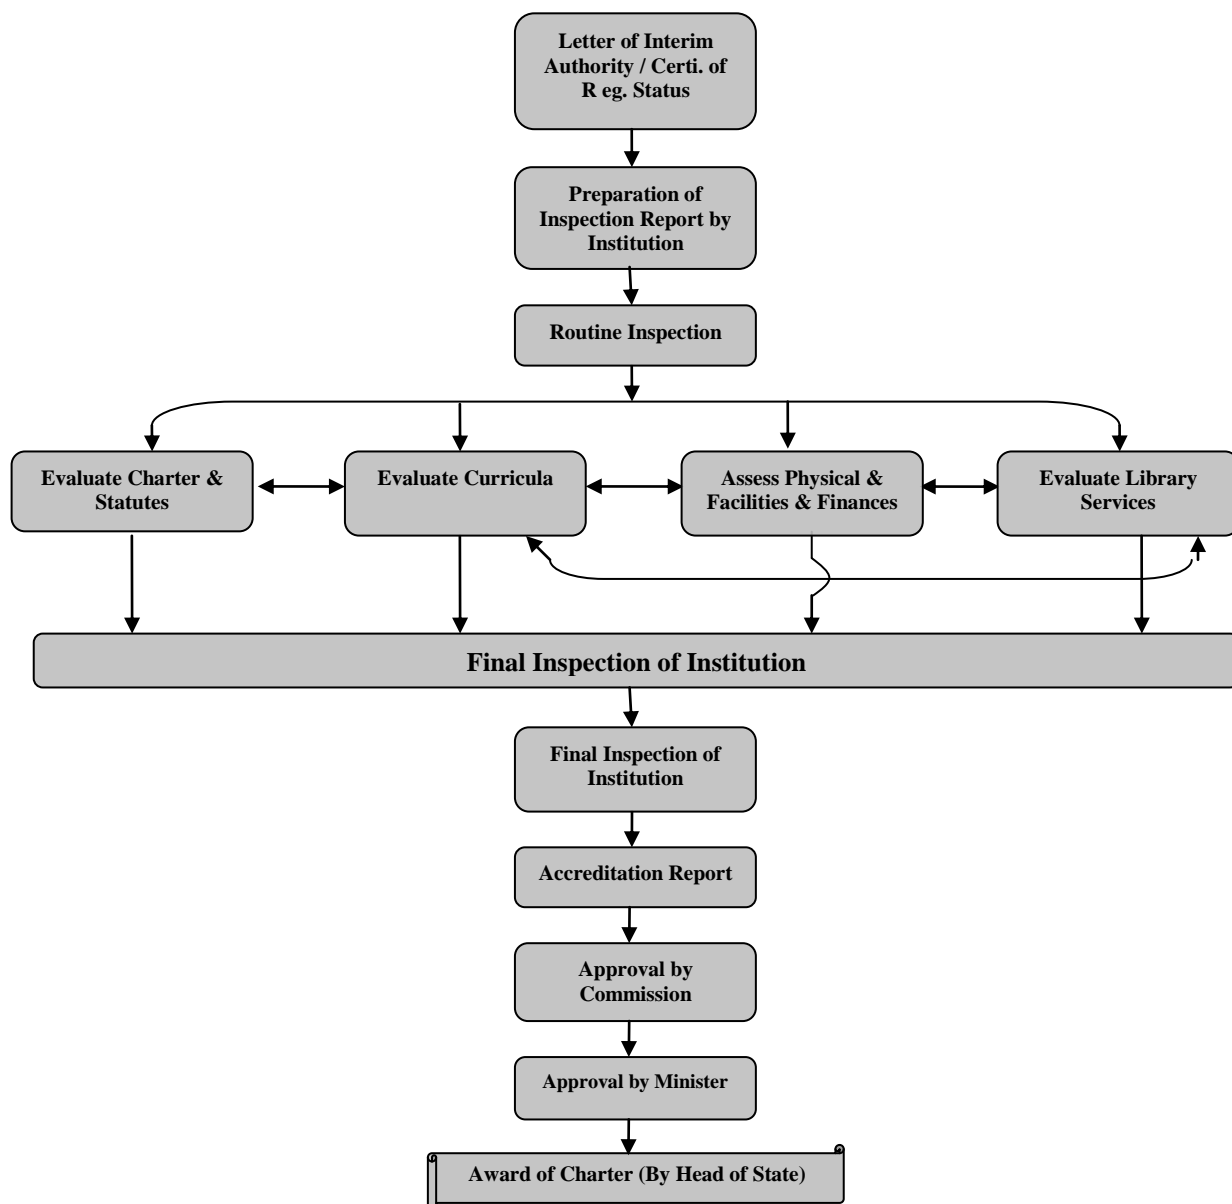 Letter of Interim
Authority / Certi. of
R eg. Status
Preparation of
Inspection Report by
Institution
Routine Inspection
Evaluate Charter &
Statutes
Evaluate Curricula
Assess Physical &
Facilities & Finances
Evaluate Library
Services
Final Inspection of Institution
Final Inspection of
Institution
Accreditation Report
Approval by
Commission
Approval by Minister
Award of Charter (By Head of State)